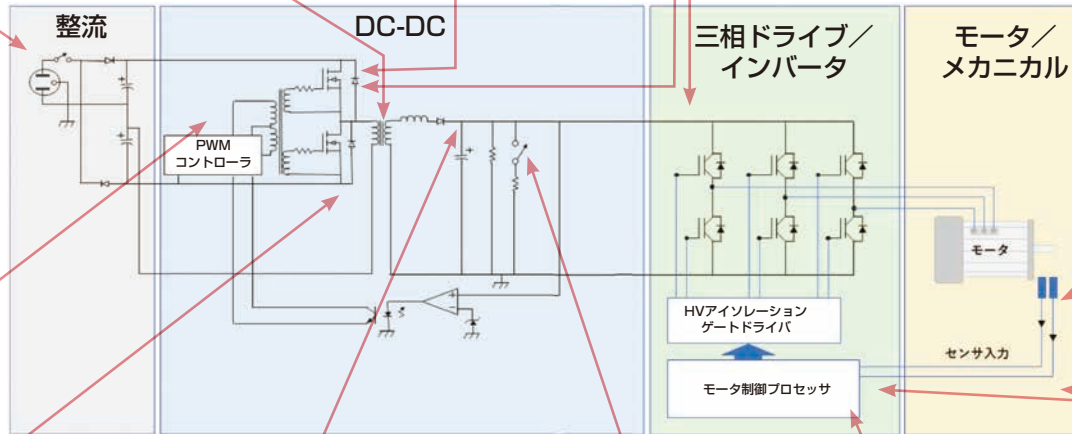 整流
DC-DC
三相ドライブ／
インバータ
モータ／
メカニカル
PWM
コントローラ
モータ
HVアイソレーション
ゲートドライバ
センサ入力
モータ制御プロセッサ